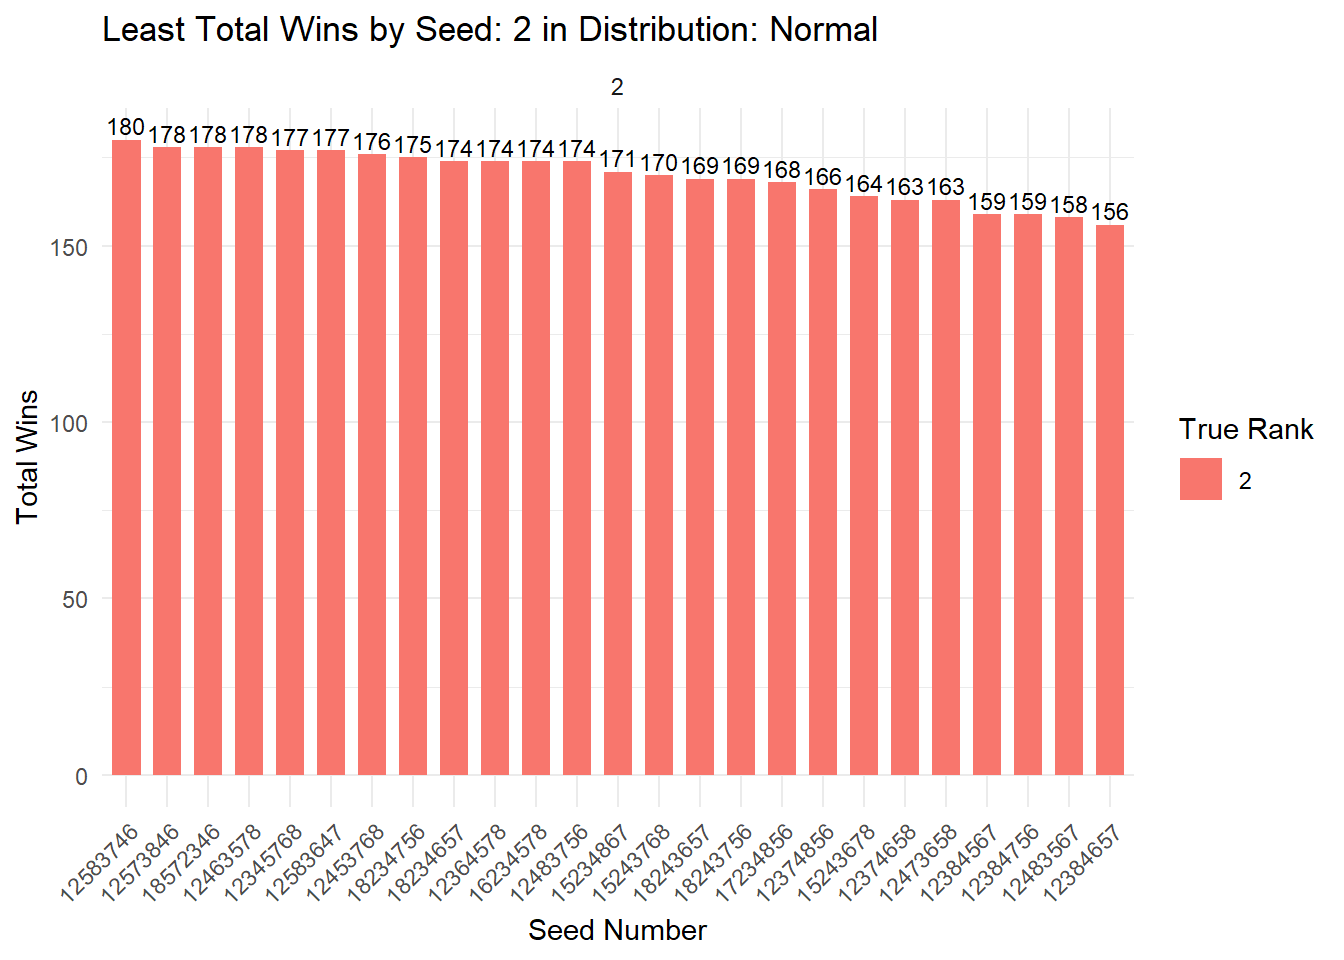 Least Total Wins by Seed: 2 in Distribution: Normal
2
180 178 178 178 177 177 176 175 174 174 174 174 171 170 169 169 168 166 164 163 163 159 159 158 156
Total Wins
150
100
50
0
True Rank
2
12583746 12573846 18572346 12463578 12345768 12583647 12453768 18234756 18234657 12364578 16234578 12483756 15234867 15243768 18243657 18243756 17234856 12374856 15243678 12374658 12473658 12384567 12384756 12483567 12384657
Seed Number